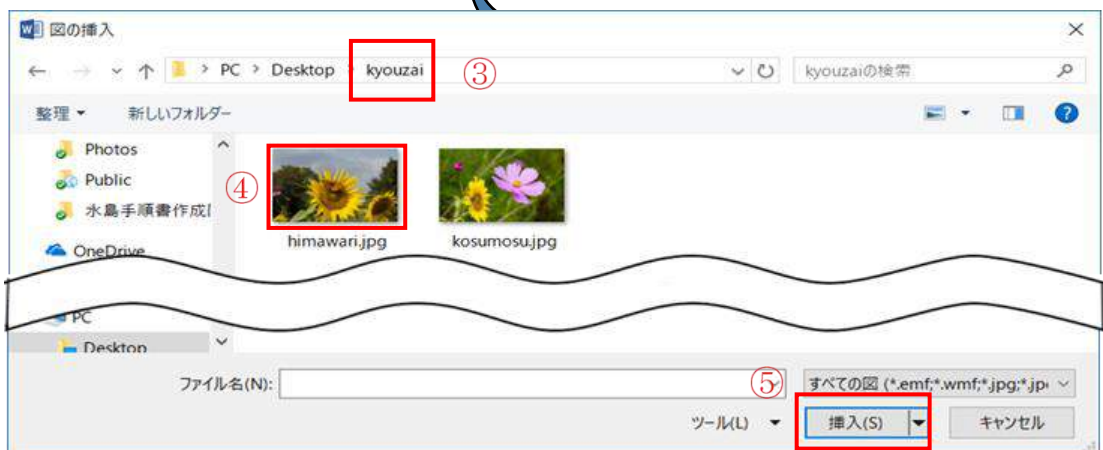 図の挿入
PC > Desktop > kyouzai ③ kyouzaiの検索
整理 新しいフォルダー
Photos
Public
水島手順書作成
④
himawari.jpg kosumosu.jpg
OneDrive
PC
Desktop
ファイル名(N): ⑤ すべての図 (*.emf;*.wmf;*.jpg;*.jp
ツール(L) 挿入(S) キャンセル